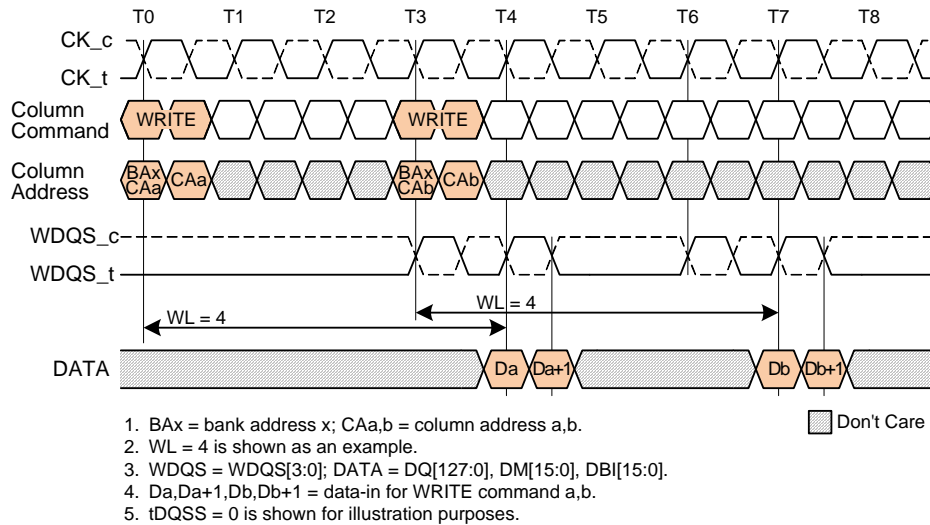 T0 T1 T2 T3 T4 T5 T6 T7 T8
CK_c
CK_t
Column
Command
WRITE WRITE
Column
Address
BAx
CAa
CAa
BAx
CAb
CAb
WDQS_c
WDQS_t
WL = 4
WL = 4
DATA
Da Da+1 Db Db+1
1. BAx = bank address x; CAa,b = column address a,b.
Don't Care
2. WL = 4 is shown as an example.
3. WDQS = WDQS[3:0]; DATA = DQ[127:0], DM[15:0], DBI[15:0].
4. Da,Da+1,Db,Db+1 = data-in for WRITE command a,b.
5. tDQSS = 0 is shown for illustration purposes.